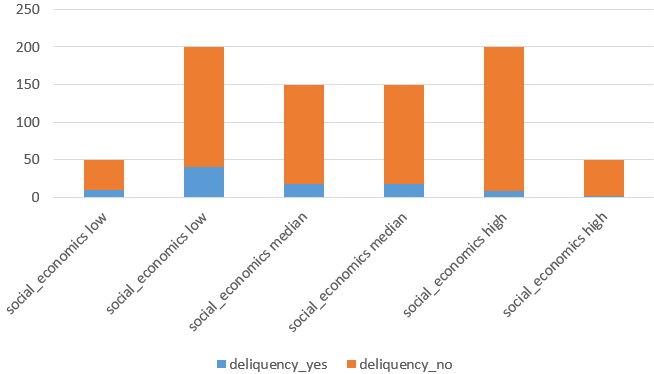 250
200
150
100
50
0
social_economics low
social_economics low
social_economics median
social_economics median
social_economics high
social_economics high
deliquency_yes deliquency_no